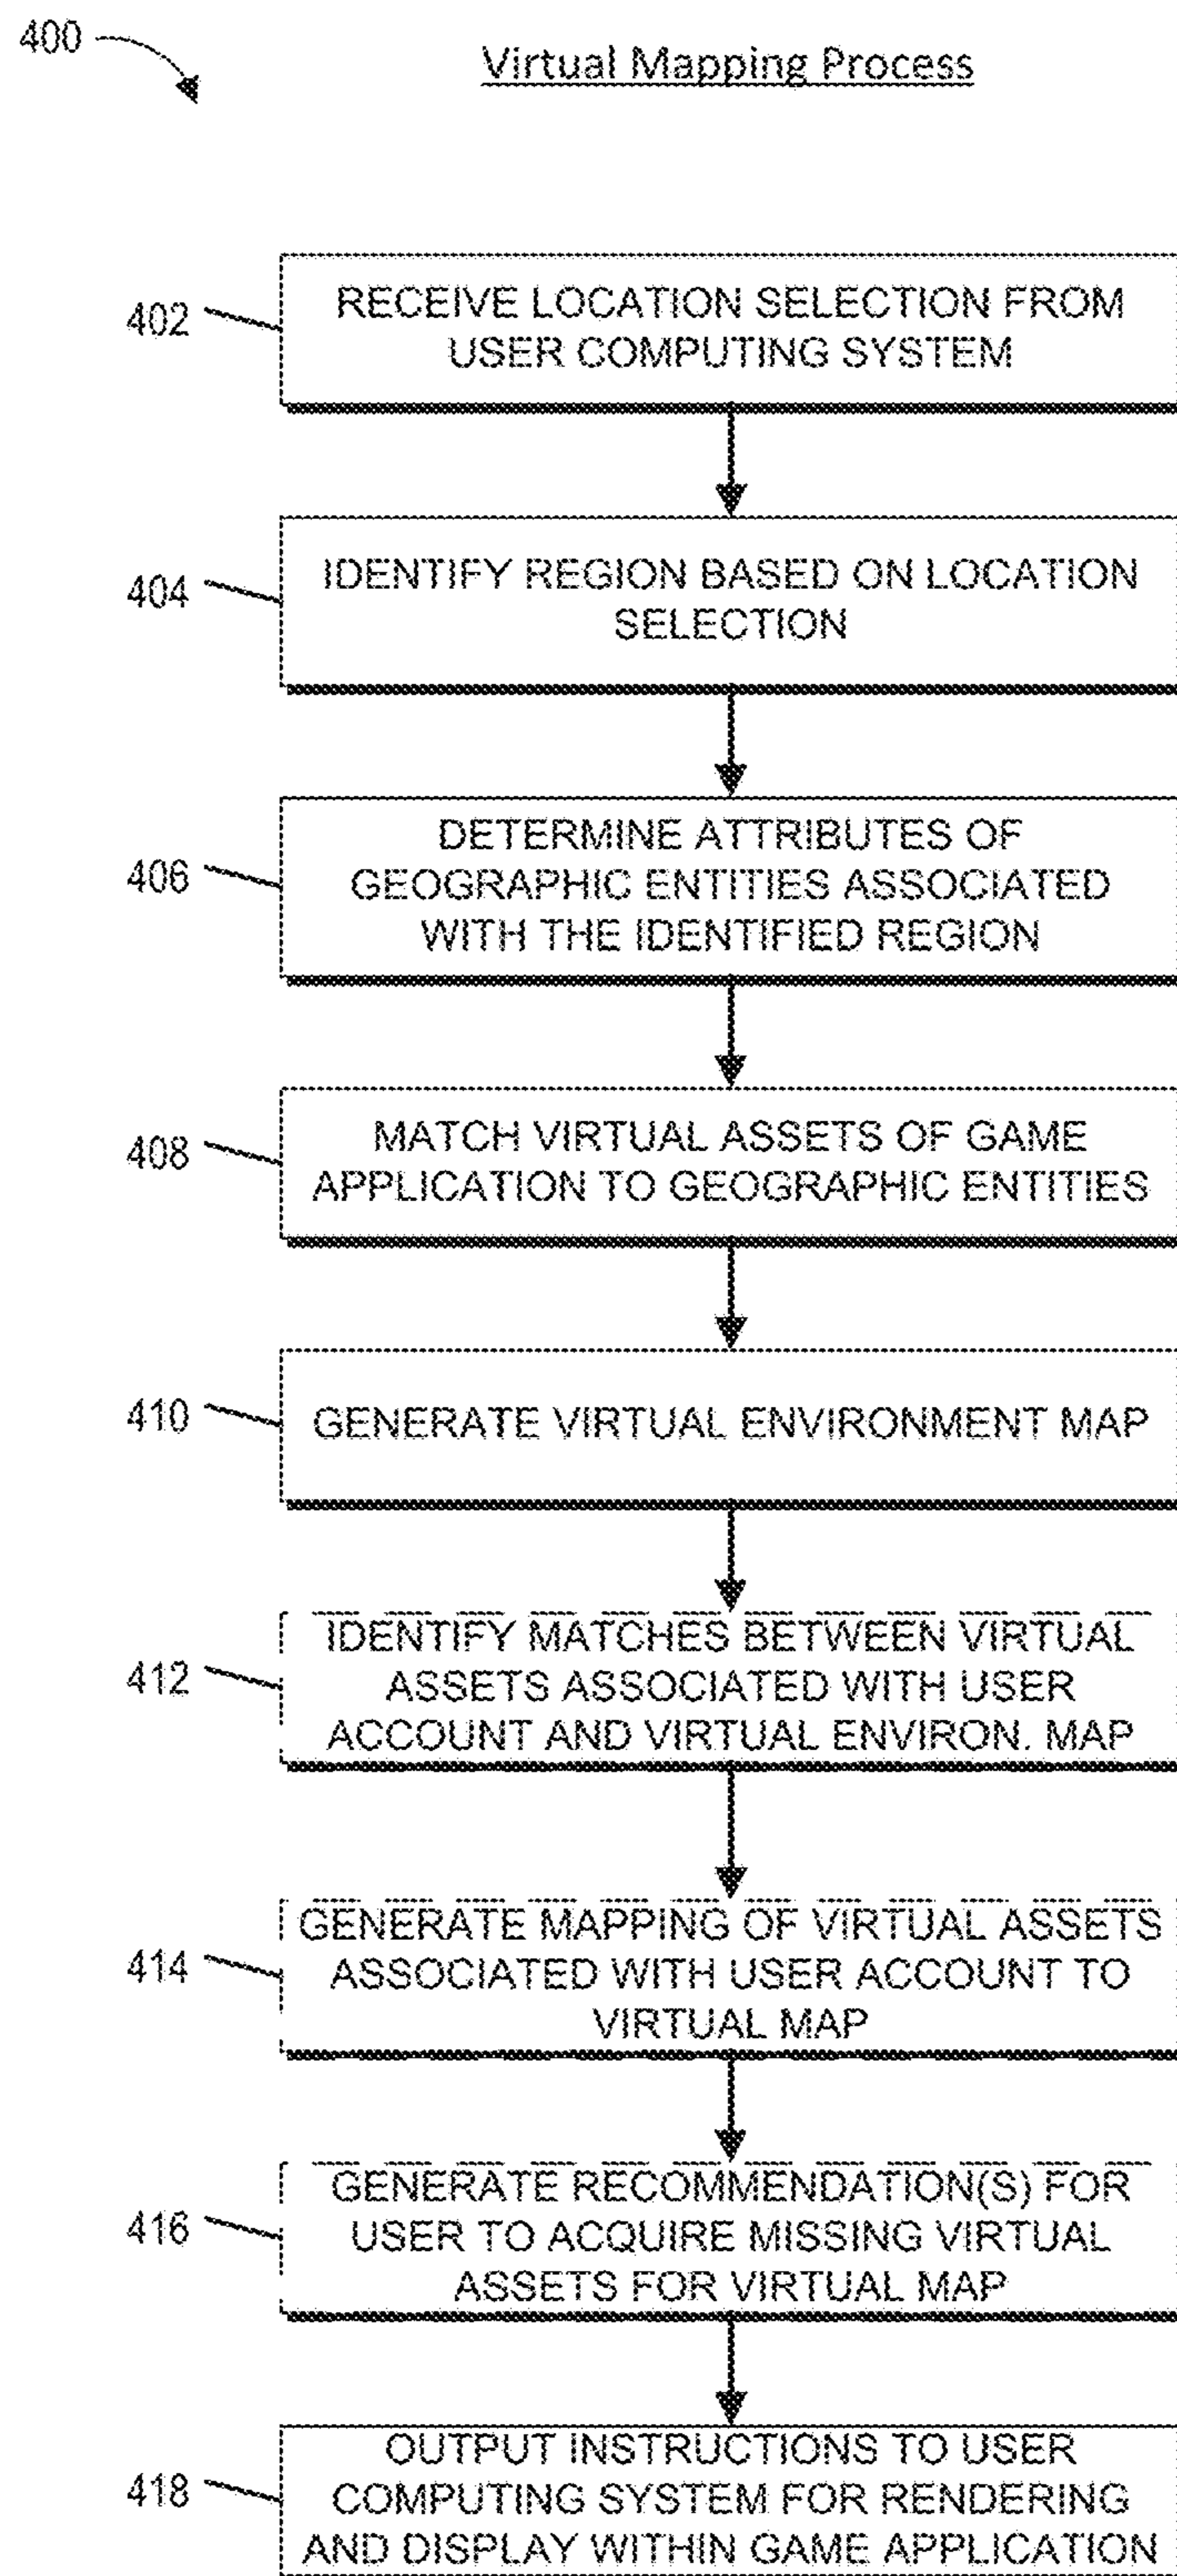 400
Virtual Mapping Process
402
RECEIVE LOCATION SELECTION FROM
USER COMPUTING SYSTEM
404
IDENTIFY REGION BASED ON LOCATION
SELECTION
406
DETERMINE ATTRIBUTES OF
GEOGRAPHIC ENTITIES ASSOCIATED
WITH THE IDENTIFIED REGION
408
MATCH VIRTUAL ASSETS OF GAME
APPLICATION TO GEOGRAPHIC ENTITIES
410
GENERATE VIRTUAL ENVIRONMENT MAP
412
IDENTIFY MATCHES BETWEEN VIRTUAL
ASSETS ASSOCIATED WITH USER
ACCOUNT AND VIRTUAL ENVIRON. MAP
414
GENERATE MAPPING OF VIRTUAL ASSETS
ASSOCIATED WITH USER ACCOUNT TO
VIRTUAL MAP
416
GENERATE RECOMMENDATION(S) FOR
USER TO ACQUIRE MISSING VIRTUAL
ASSETS FOR VIRTUAL MAP
418
OUTPUT INSTRUCTIONS TO USER
COMPUTING SYSTEM FOR RENDERING
AND DISPLAY WITHIN GAME APPLICATION